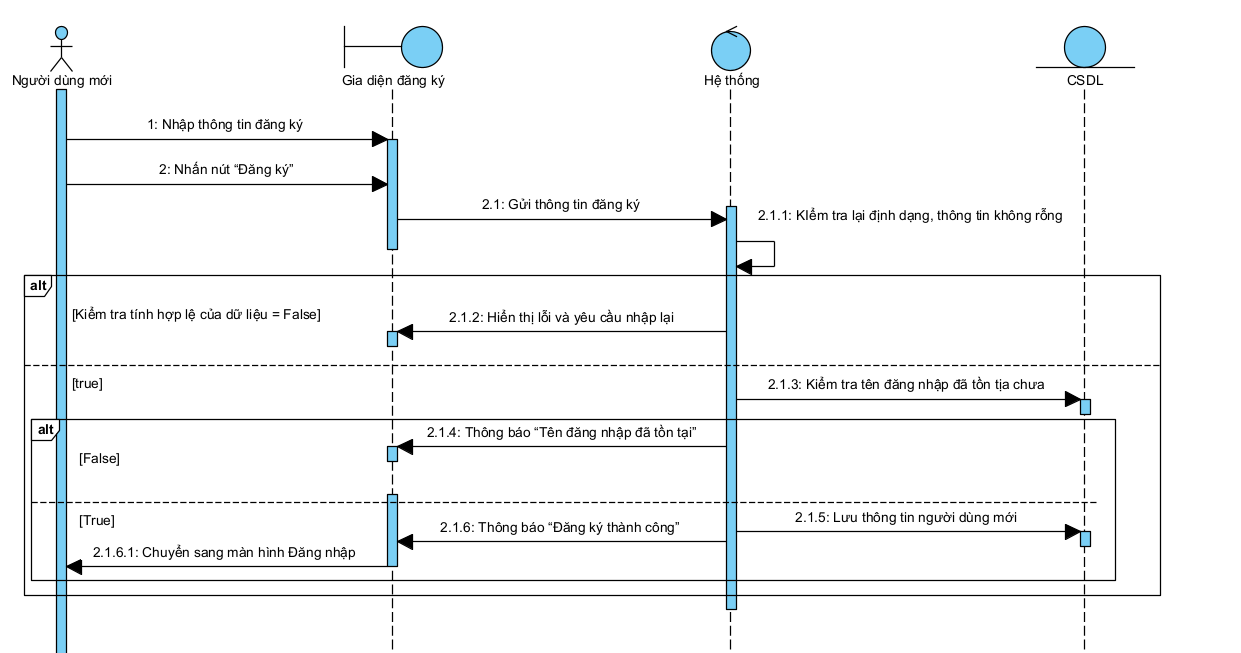 Người dùng mới
Gia diện đăng ký
Hệ thống
CSDL
1: Nhập thông tin đăng ký
2: Nhấn nút “Đăng ký”
2.1: Gửi thông tin đăng ký
2.1.1: KIểm tra lại định dạng, thông tin không rỗng
alt
[Kiểm tra tính hợp lệ của dữ liệu = False]
2.1.2: Hiển thị lỗi và yêu cầu nhập lại
[true]
2.1.3: Kiểm tra tên đăng nhập đã tồn tịa chưa
alt
2.1.4: Thông báo “Tên đăng nhập đã tồn tại”
[False]
[True]
2.1.5: Lưu thông tin người dùng mới
2.1.6: Thông báo “Đăng ký thành công”
2.1.6.1: Chuyển sang màn hình Đăng nhập